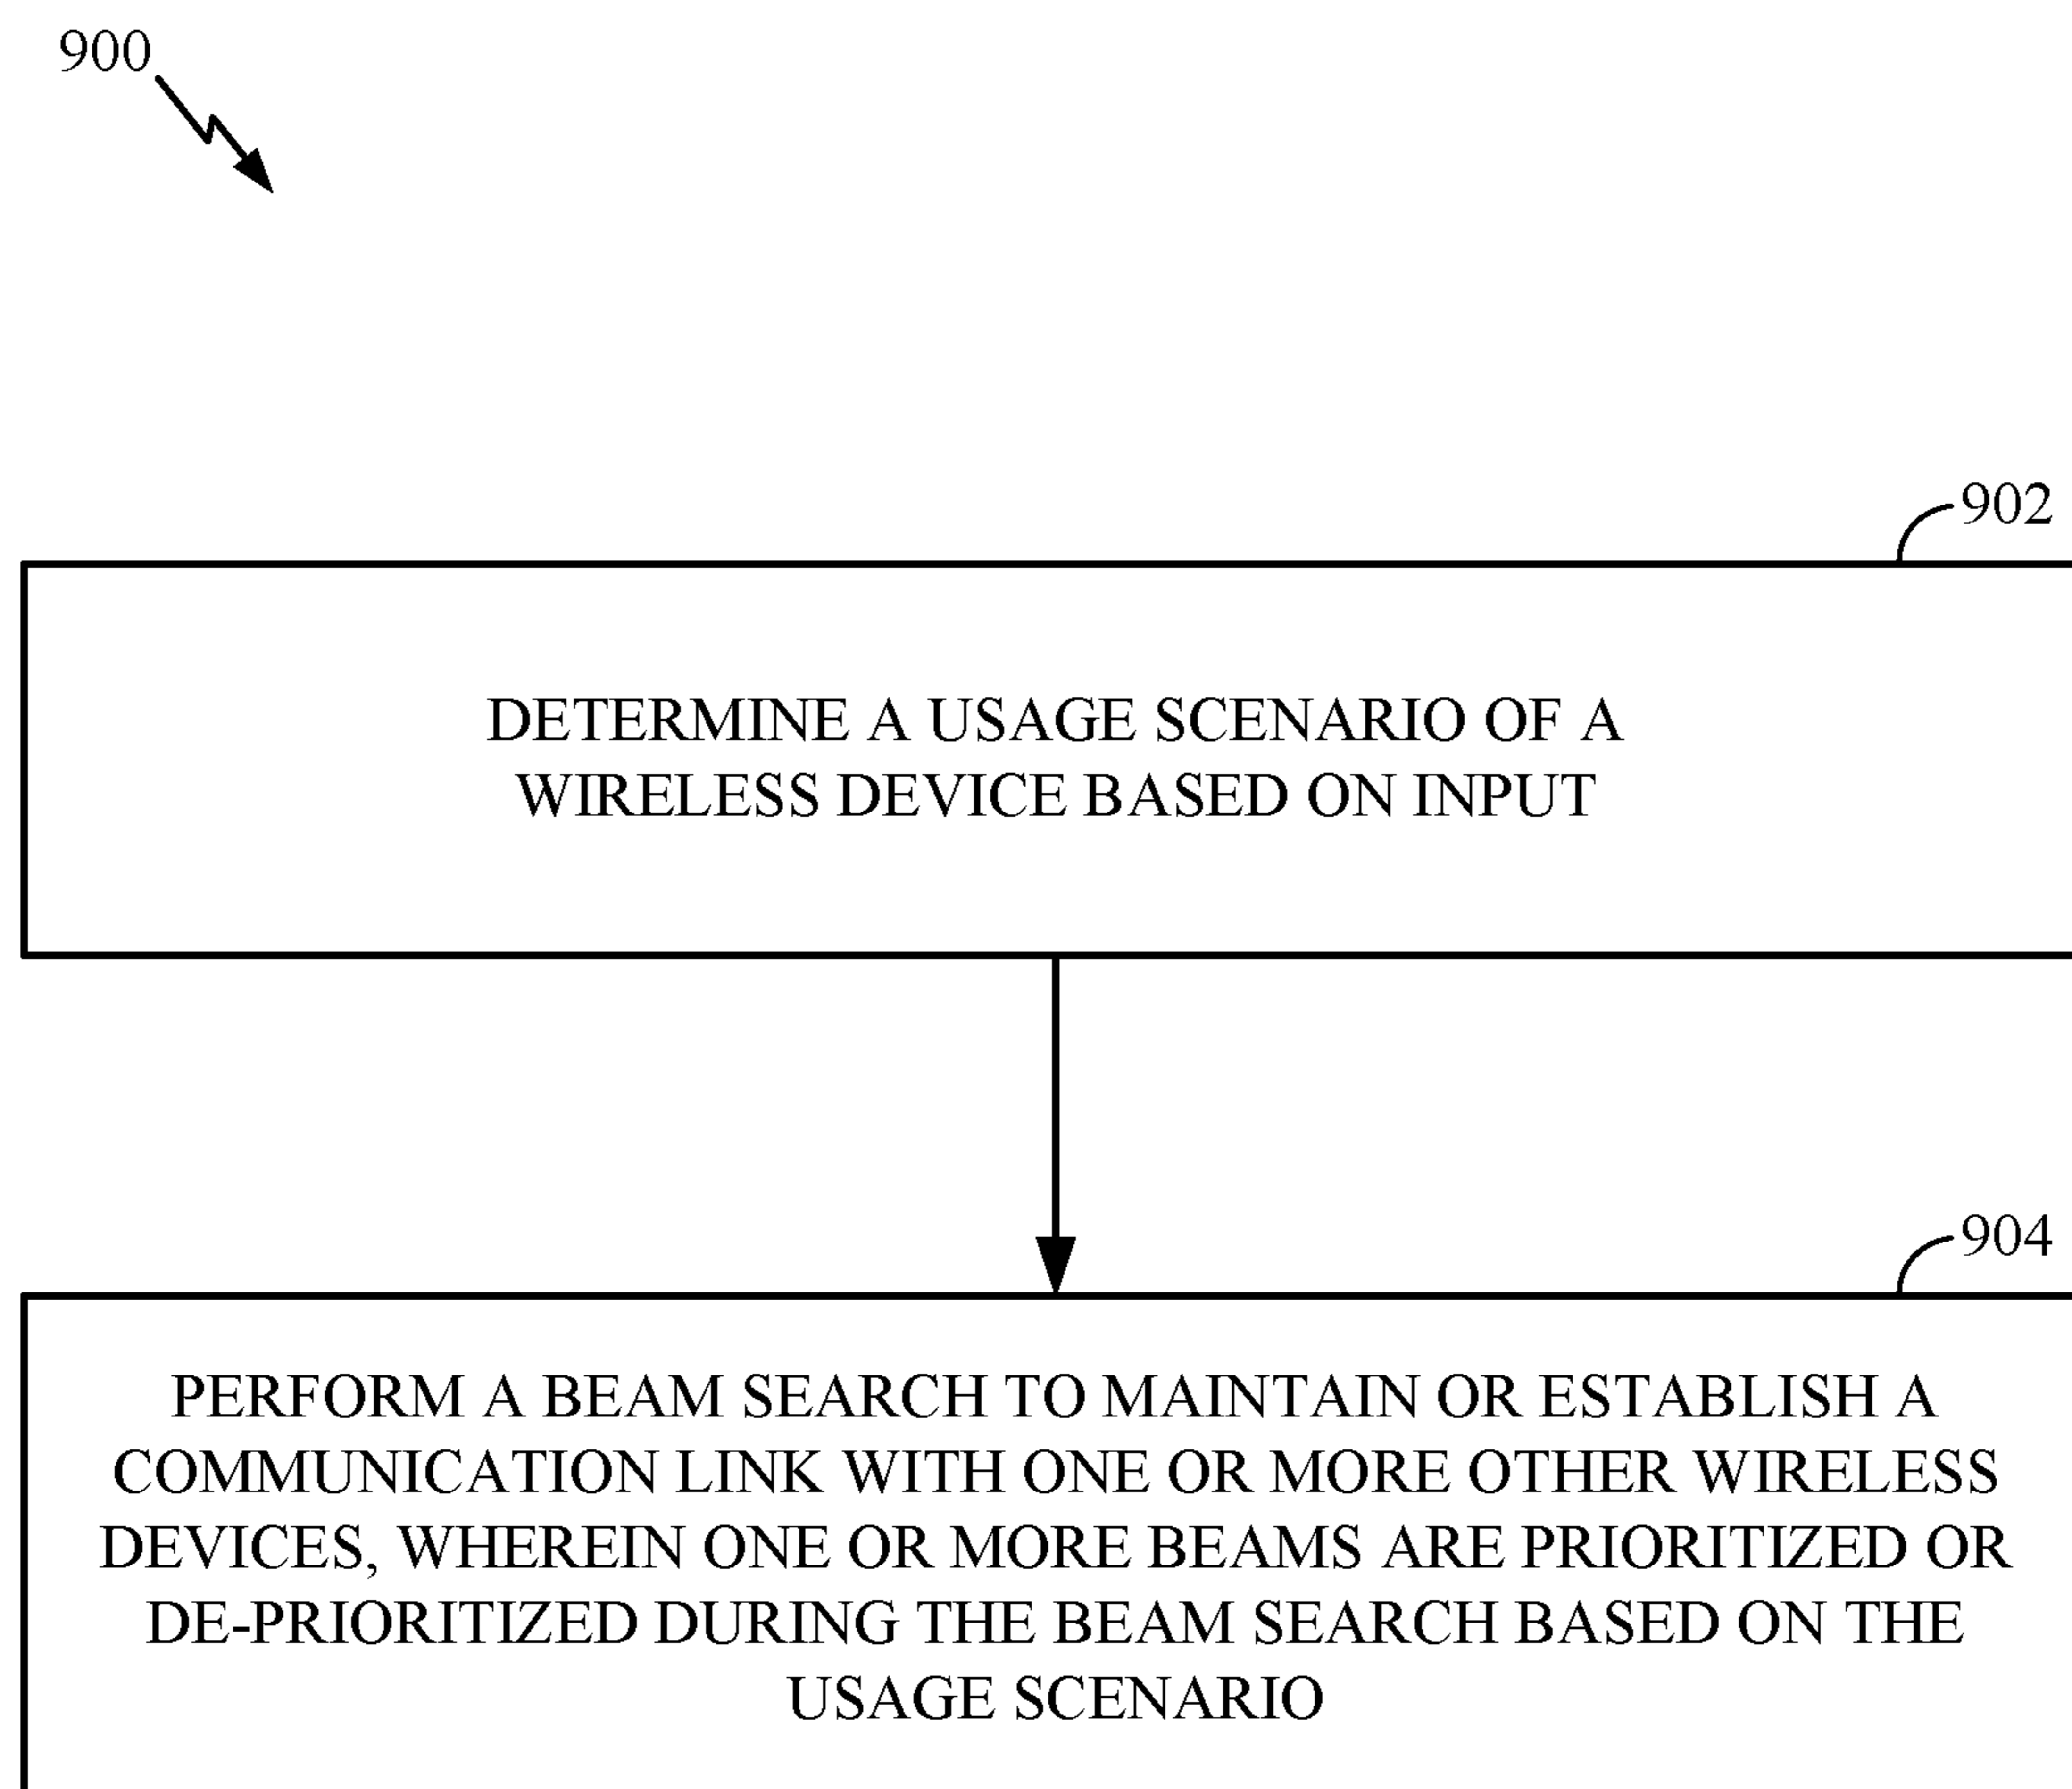 900
902
DETERMINE A USAGE SCENARIO OF A
WIRELESS DEVICE BASED ON INPUT
904
PERFORM A BEAM SEARCH TO MAINTAIN OR ESTABLISH A
COMMUNICATION LINK WITH ONE OR MORE OTHER WIRELESS
DEVICES, WHEREIN ONE OR MORE BEAMS ARE PRIORITIZED OR
DE-PRIORITIZED DURING THE BEAM SEARCH BASED ON THE
USAGE SCENARIO